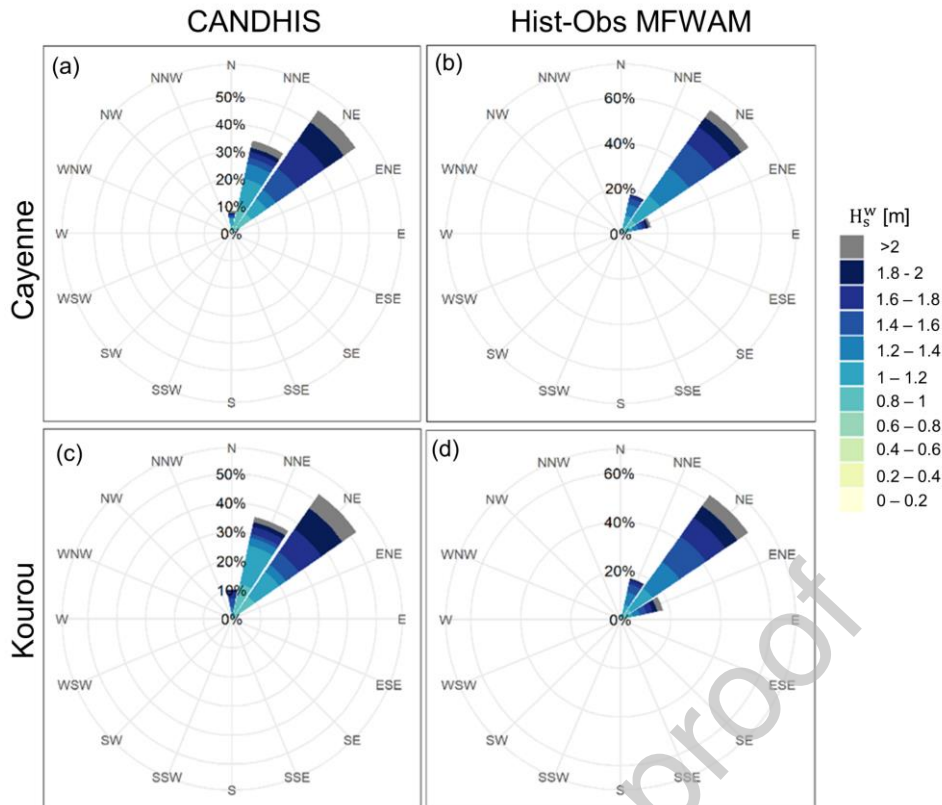 CANDHIS
Hist-Obs MFWAM
Cayenne
(a)
N
NNE
NE
ENE
E
ESE
SE
SSE
S
SSW
SW
WSW
W
WNW
NW
NNW
50%
40%
30%
20%
10%
0%
(b)
N
NNE
NE
ENE
E
ESE
SE
SSE
S
SSW
SW
WSW
W
WNW
NW
NNW
60%
40%
20%
0%
Kourou
(c)
N
NNE
NE
ENE
E
ESE
SE
SSE
S
SSW
SW
WSW
W
WNW
NW
NNW
50%
40%
30%
20%
10%
0%
(d)
N
NNE
NE
ENE
E
ESE
SE
SSE
S
SSW
SW
WSW
W
WNW
NW
NNW
60%
40%
20%
0%
H_s^w [m]
>2
1.8 - 2
1.6 – 1.8
1.4 – 1.6
1.2 – 1.4
1 – 1.2
0.8 – 1
0.6 – 0.8
0.4 – 0.6
0.2 – 0.4
0 – 0.2
proof